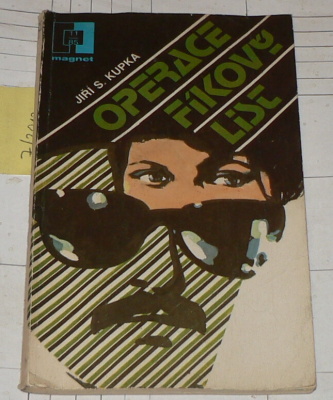 magnet
JIŘÍ S. KUPKA
OPERACE
FÍKOVÝ
LIST